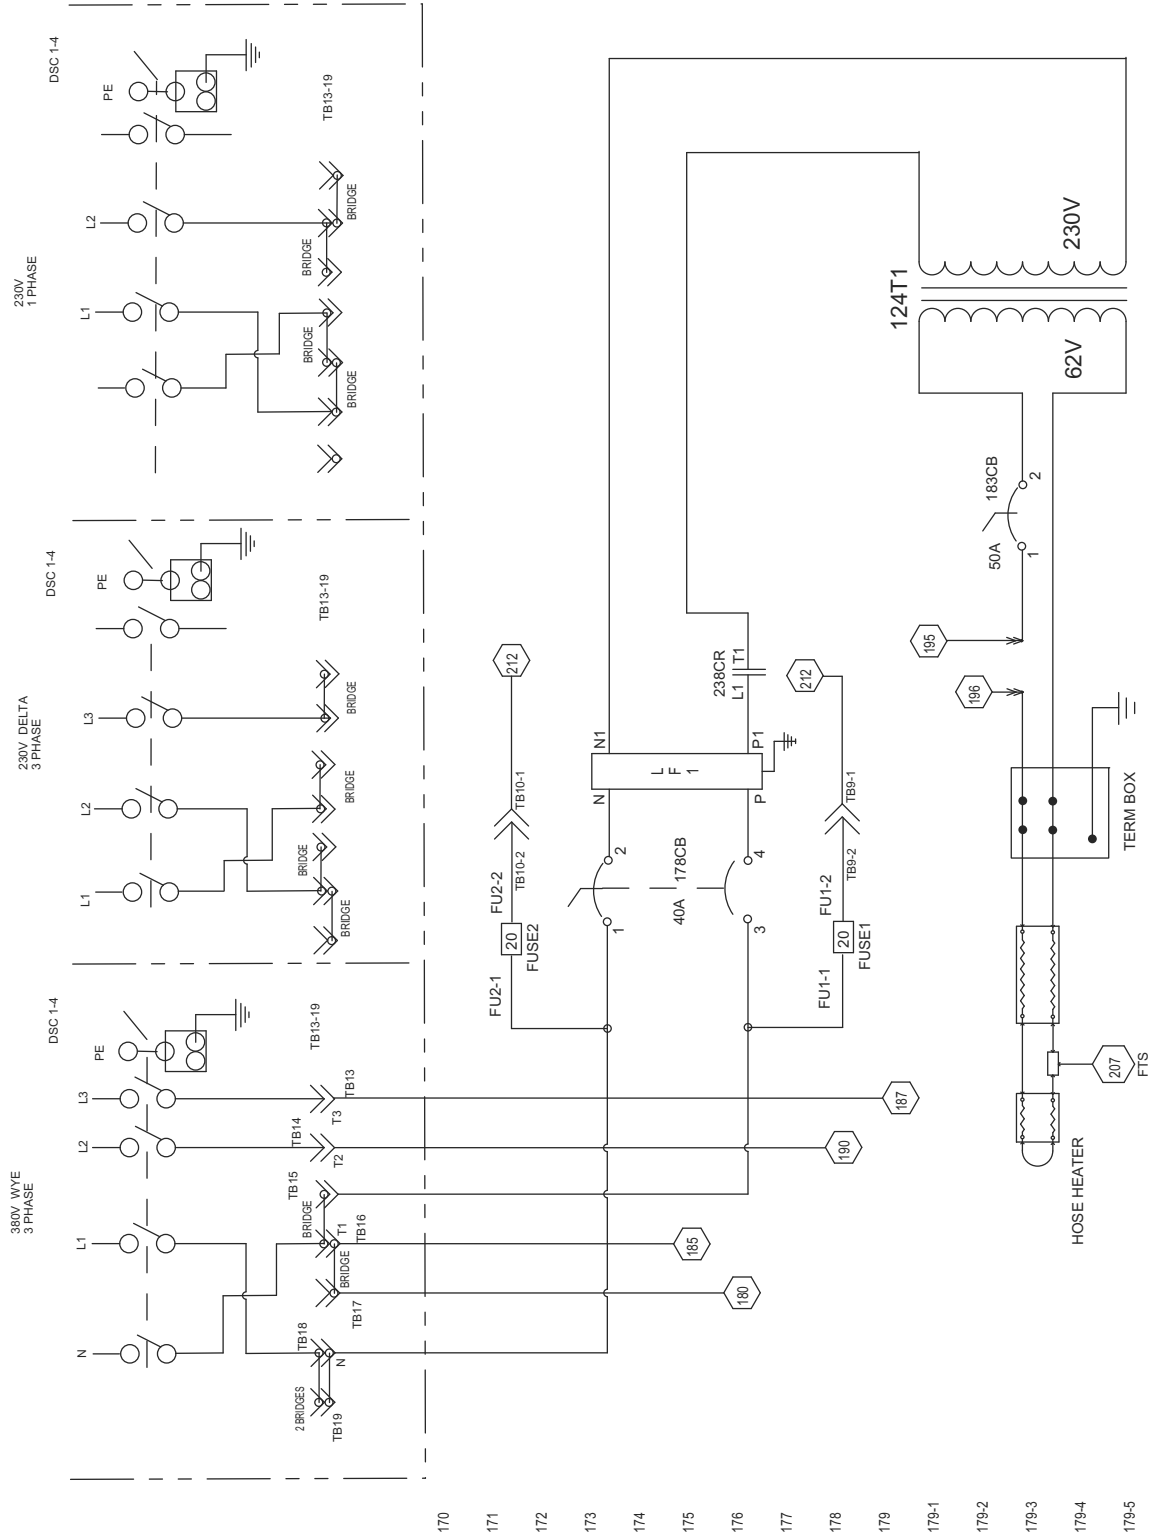 380V WYE
3 PHASE
DSC 1-4
N
L1
L2
L3
PE
2 BRIDGES
TB19
TB18
N
TB17
BRIDGE
TB16
T1
BRIDGE
TB15
T2
TB14
T3
TB13
TB13-19
230V DELTA
3 PHASE
DSC 1-4
L1
L2
L3
PE
BRIDGE
BRIDGE
BRIDGE
BRIDGE
TB13-19
230V
1 PHASE
DSC 1-4
L1
L2
PE
BRIDGE
BRIDGE
BRIDGE
BRIDGE
TB13-19
170
171
172
173
174
175
176
177
178
179
179-1
179-2
179-3
179-4
179-5
180
185
190
187
FU2-1
20
FUSE2
FU2-2
TB10-2
TB10-1
212
1
2
40A
178CB
3
4
N
N1
L
F
1
P
P1
FU1-1
20
FUSE1
FU1-2
TB9-2
TB9-1
212
238CR
L1
T1
124T1
230V
62V
50A
183CB
1
2
195
196
TERM BOX
HOSE HEATER
207
FTS